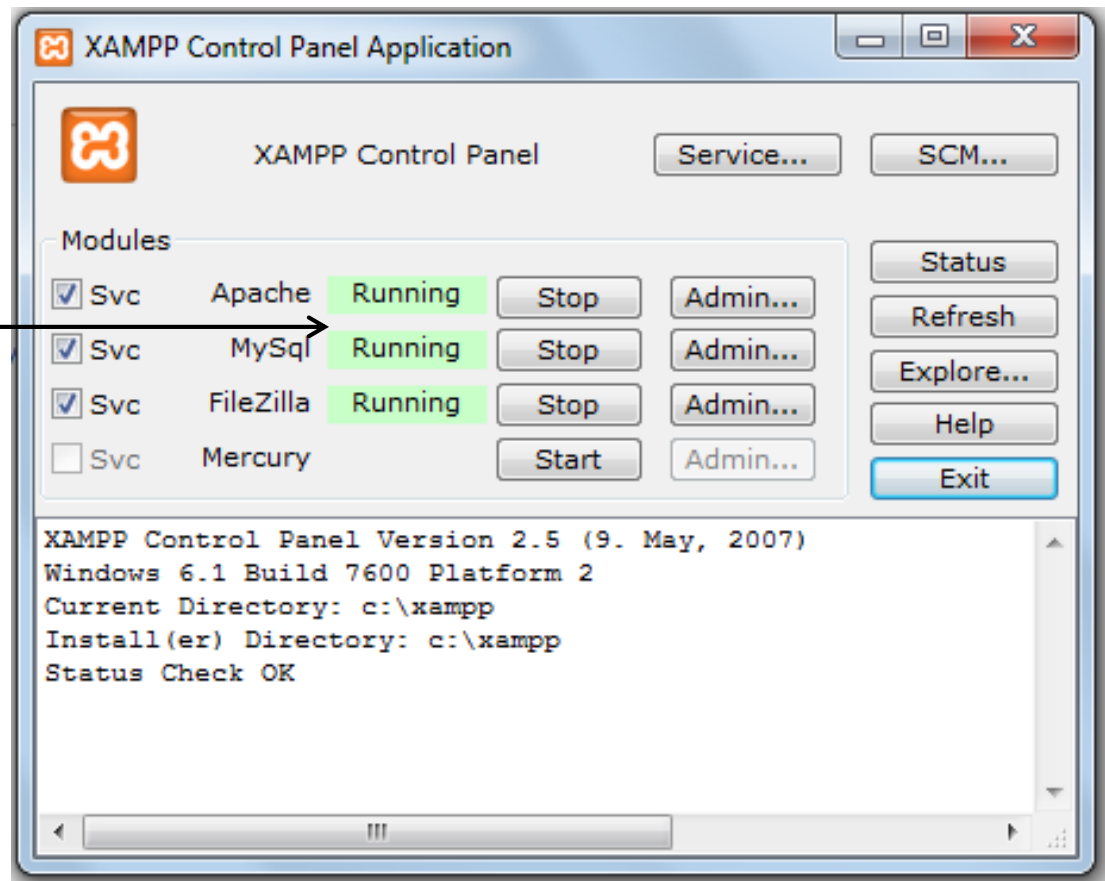 XAMPP Control Panel Application
XAMPP Control Panel Service... SCM...
Modules
Svc Apache Running Stop Admin...
Svc MySql Running Stop Admin...
Svc FileZilla Running Stop Admin...
Svc Mercury Start Admin...
Status
Refresh
Explore...
Help
Exit
XAMPP Control Panel Version 2.5 (9. May, 2007)
Windows 6.1 Build 7600 Platform 2
Current Directory: c:\xampp
Install(er) Directory: c:\xampp
Status Check OK